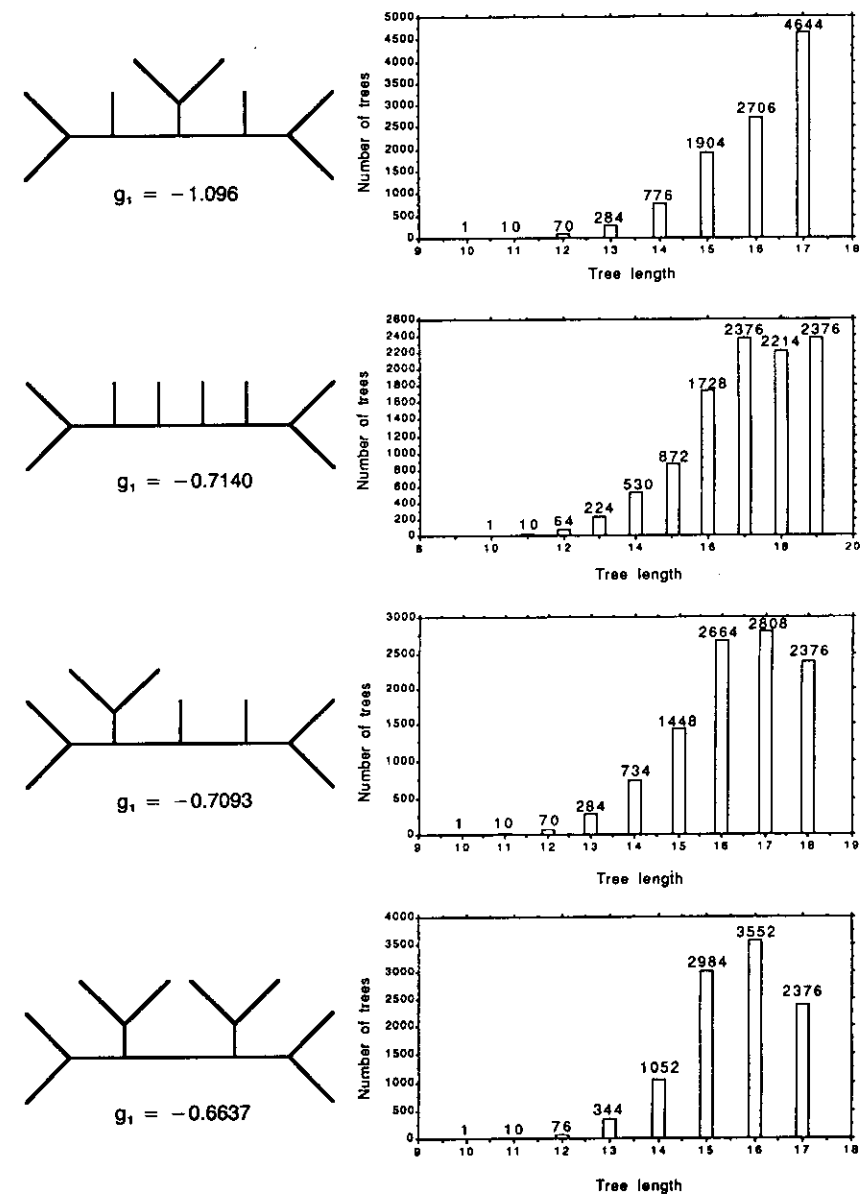 g₁ = −1.096
Number of trees
5000
4500
4000
3500
3000
2500
2000
1500
1000
500
0
1 10 70 284 776 1904 2706 4644
9 10 11 12 13 14 15 16 17 18
Tree length
g₁ = −0.7140
Number of trees
2600
2400
2200
2000
1800
1600
1400
1200
1000
800
600
400
200
0
1 10 64 224 530 872 1728 2376 2214 2376
8 10 12 14 16 18 20
Tree length
g₁ = −0.7093
Number of trees
3000
2500
2000
1500
1000
500
0
1 10 70 284 734 1448 2664 2808 2376
9 10 11 12 13 14 15 16 17 18 19
Tree length
g₁ = −0.6637
Number of trees
4000
3500
3000
2500
2000
1500
1000
500
0
1 10 76 344 1052 2984 3552 2376
9 10 11 12 13 14 15 16 17 18
Tree length